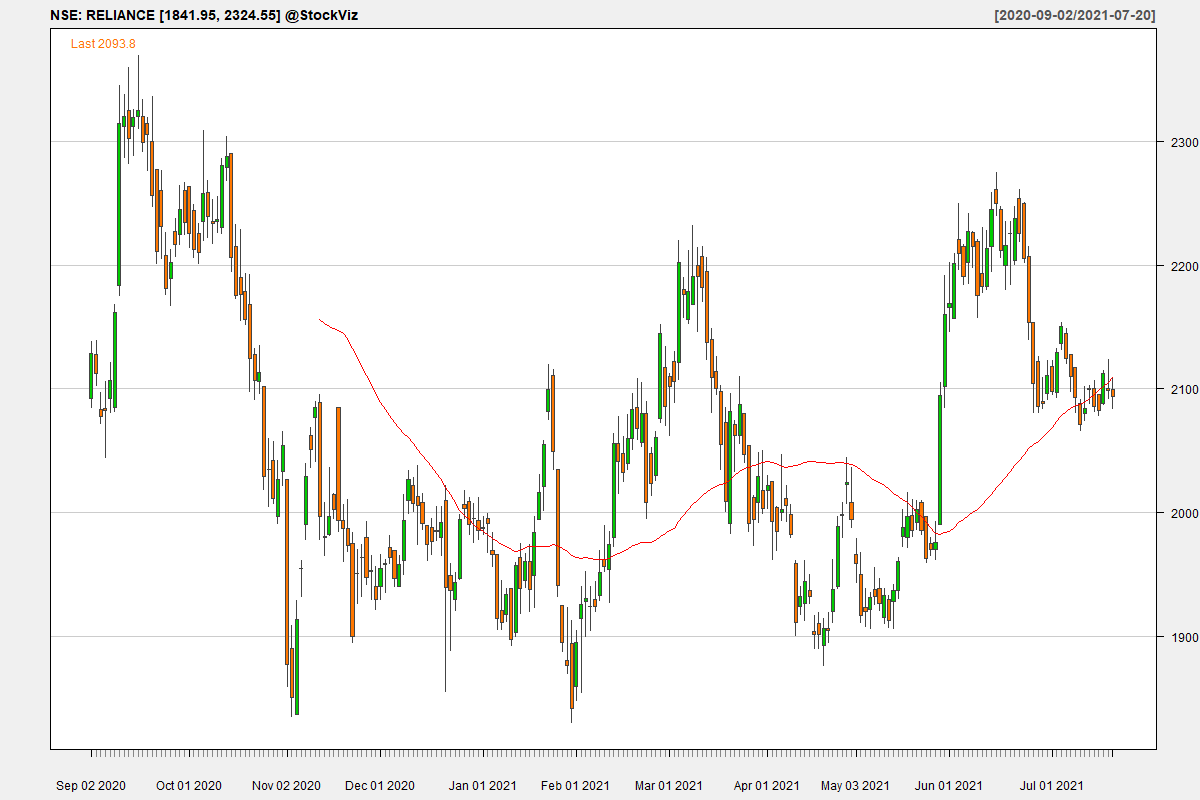 NSE: RELIANCE [1841.95, 2324.55] @StockViz
[2020-09-02/2021-07-20]
Last 2093.8
2300
2200
2100
2000
1900
Sep 02 2020
Oct 01 2020
Nov 02 2020
Dec 01 2020
Jan 01 2021
Feb 01 2021
Mar 01 2021
Apr 01 2021
May 03 2021
Jun 01 2021
Jul 01 2021